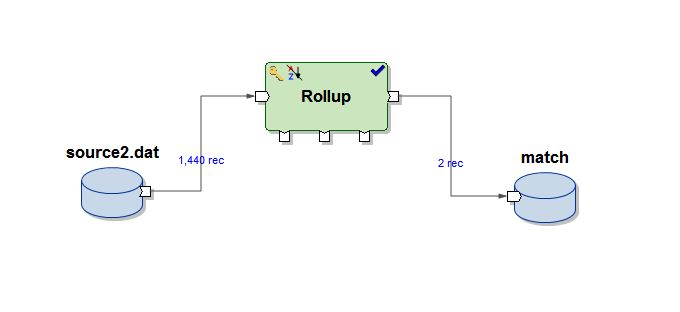 Rollup
source2.dat
1,440 rec
2 rec
match